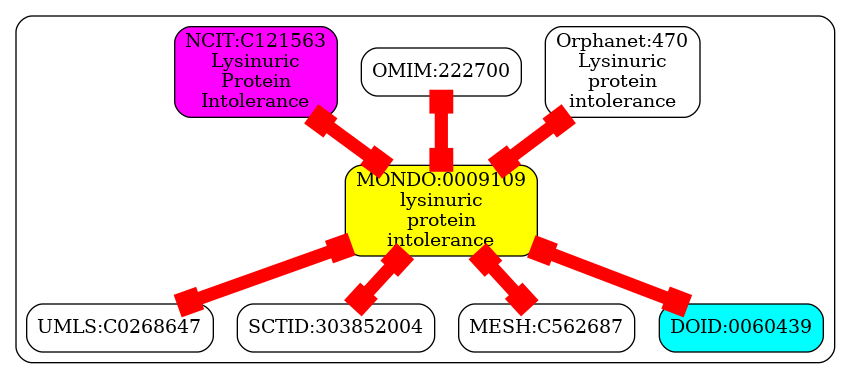 NCIT:C121563
Lysinuric
Protein
Intolerance
OMIM:222700
Orphanet:470
Lysinuric
protein
intolerance
MONDO:0009109
lysinuric
protein
intolerance
UMLS:C0268647
SCTID:303852004
MESH:C562687
DOID:0060439